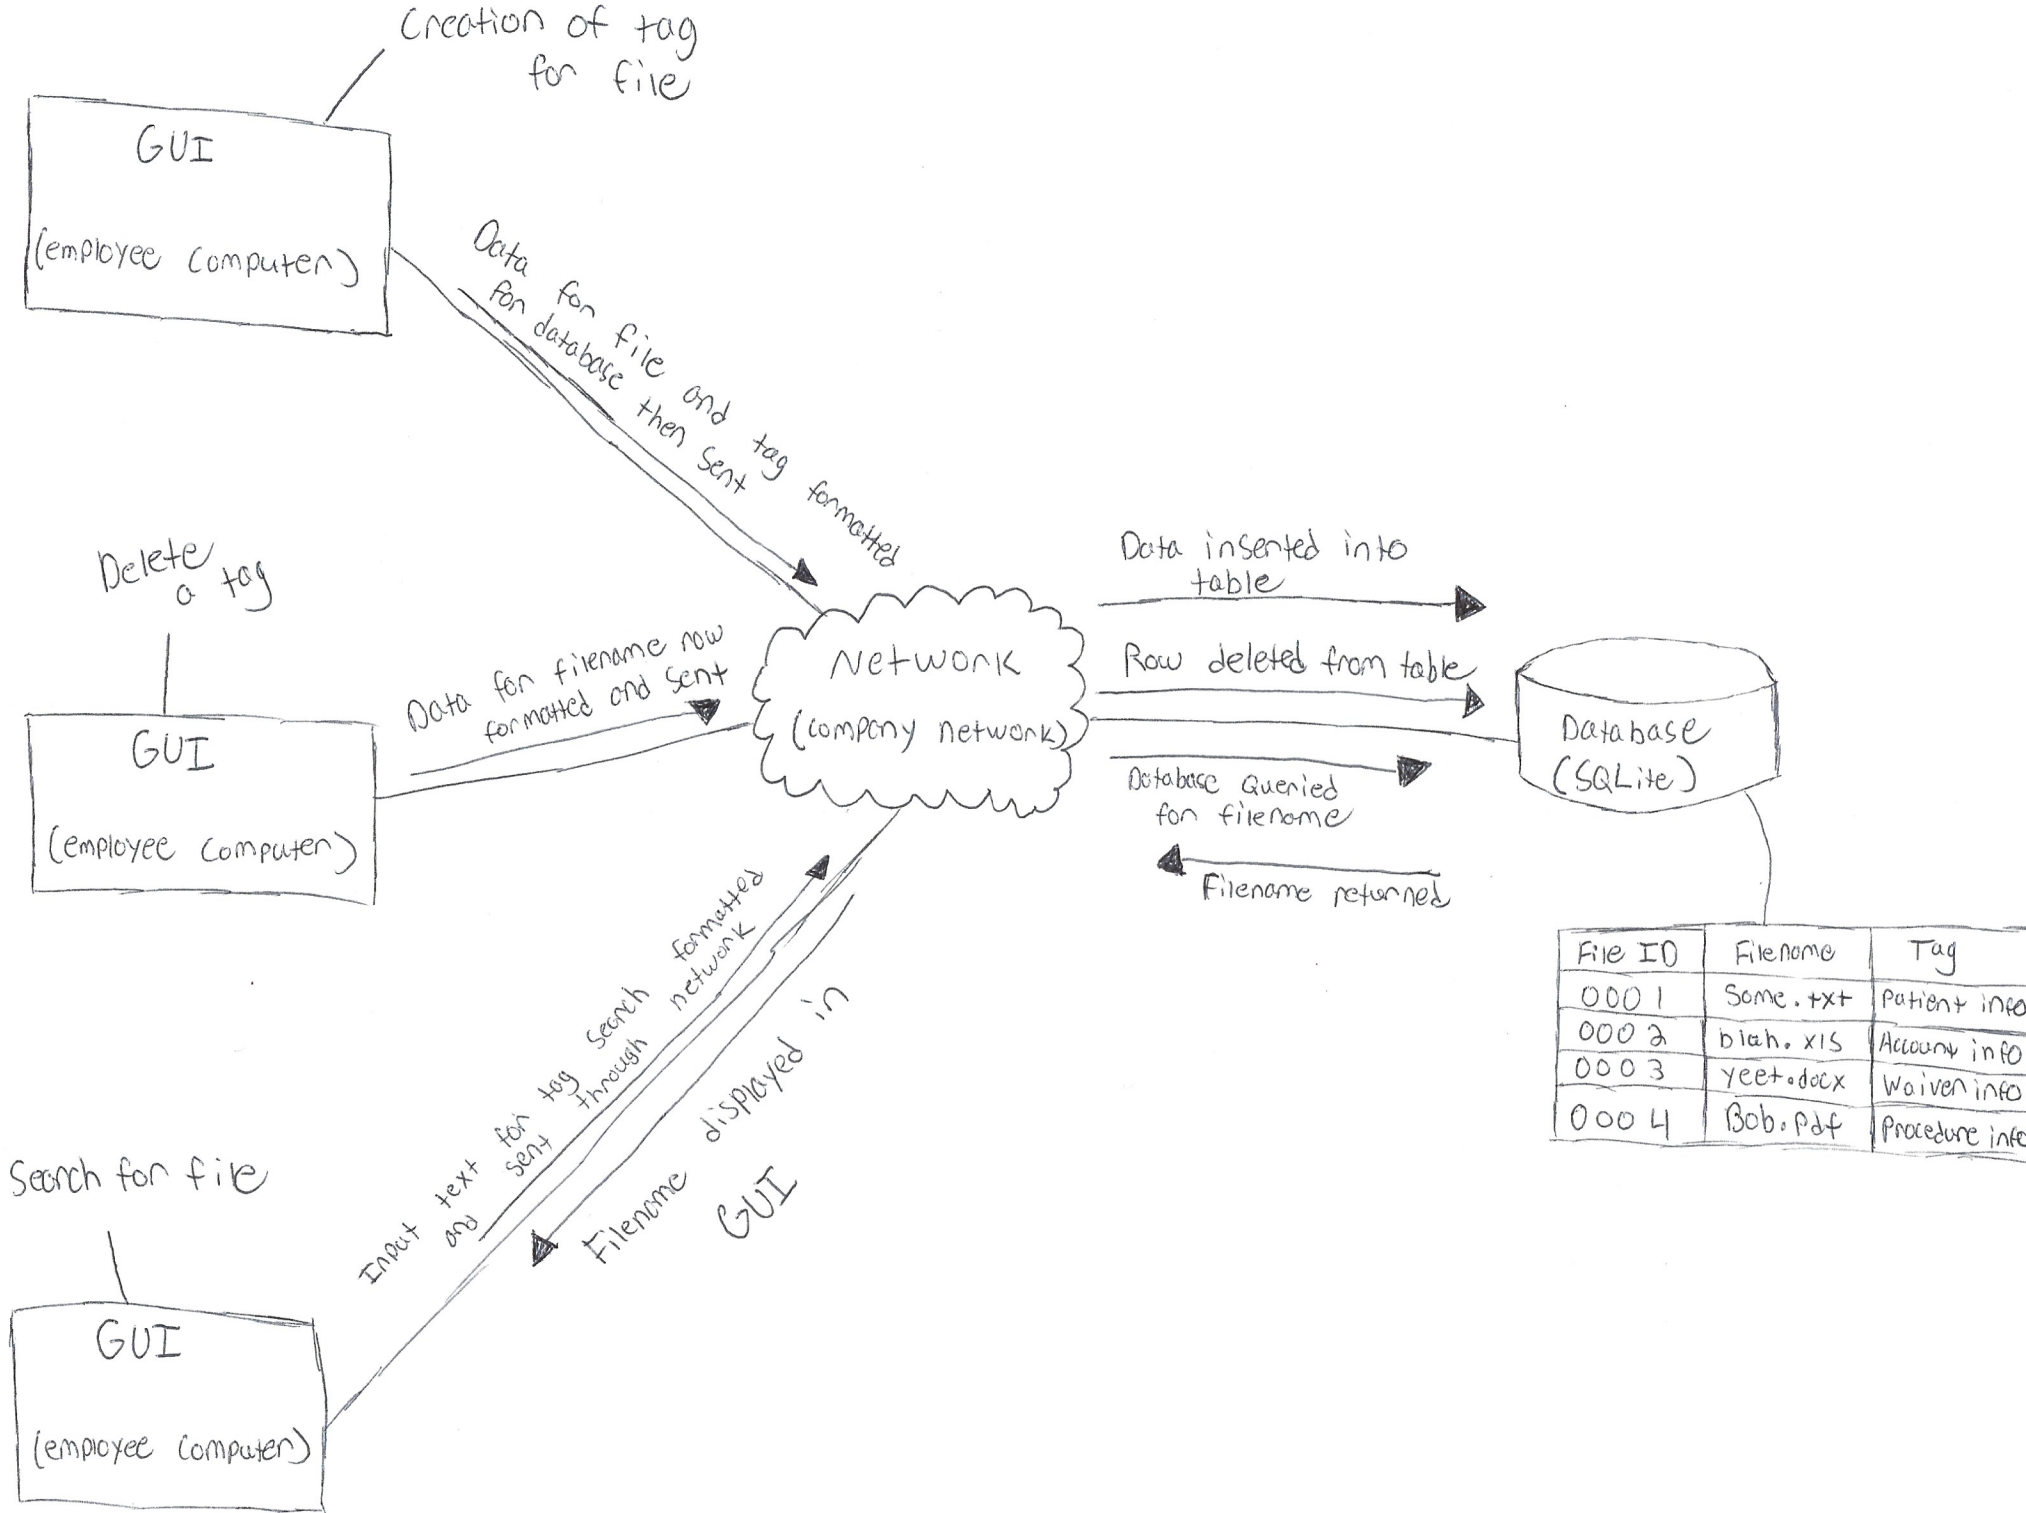 Creation of tag
for file
GUI
(employee computer)
Data for file and tag formatted
for database then sent
Delete
a tag
GUI
(employee computer)
Data for filename row
formatted and sent
Network
(company network)
Data inserted into
table
Row deleted from table
Database Queried
for filename
Filename returned
Database
(SQLite)
File ID Filename Tag
0001 Some.txt Patient info
0002 blah.xls Account info
0003 yeet.docx Waiver info
0004 Bob.pdf Procedure info
Search for file
GUI
(employee computer)
Input text for tag search formatted
and sent through network
Filename displayed in
GUI